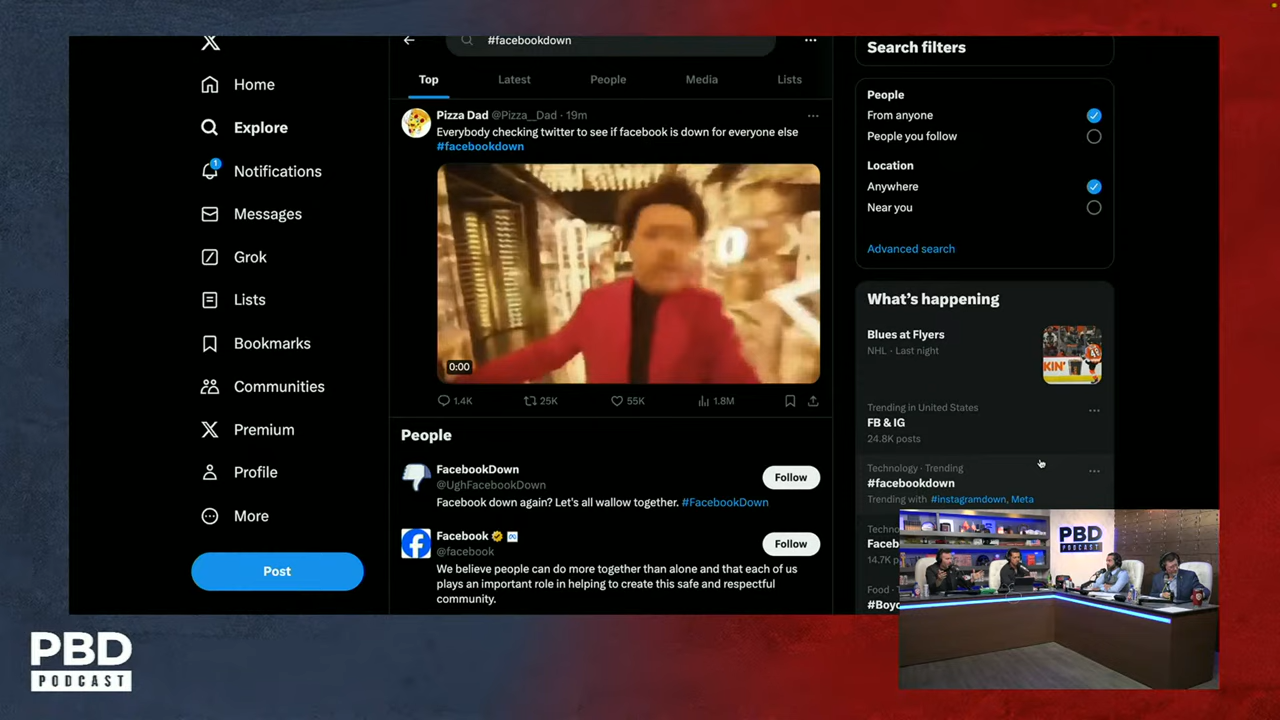 #facebookdown
Home
Explore
1
Notifications
Messages
Grok
Lists
Bookmarks
Communities
Premium
Profile
More
Post
Top
Latest
People
Media
Lists
Pizza Dad @Pizza__Dad · 19m
Everybody checking twitter to see if facebook is down for everyone else
#facebookdown
0:00
1.4K
25K
55K
1.8M
People
FacebookDown
@UghFacebookDown
Follow
Facebook down again? Let's all wallow together. #FacebookDown
Facebook
@facebook
Follow
We believe people can do more together than alone and that each of us
plays an important role in helping to create this safe and respectful
community.
Search filters
People
From anyone
People you follow
Location
Anywhere
Near you
Advanced search
What's happening
Blues at Flyers
NHL · Last night
KIN'
Trending in United States
FB & IG
24.8K posts
Technology · Trending
#facebookdown
Trending with #instagramdown, Meta
Techno
Faceb
14.7K p
Food ·
#Boyc
PBD
PODCAST
PBD
PODCAST